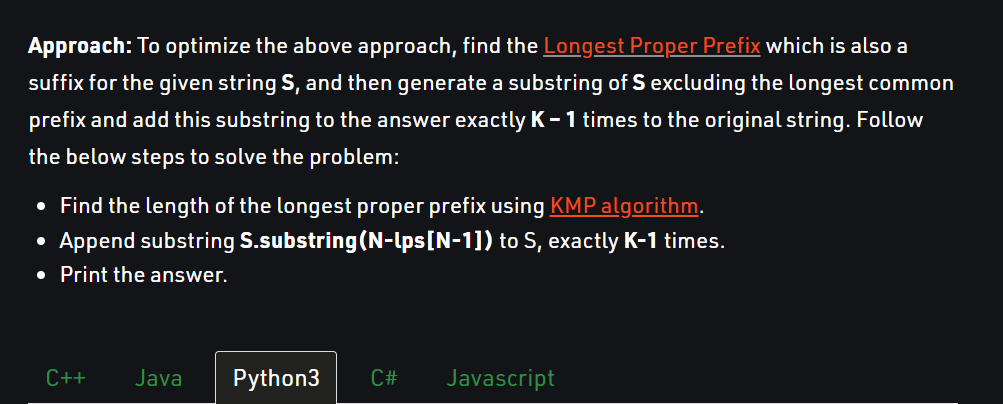 Approach: To optimize the above approach, find the Longest Proper Prefix which is also a
suffix for the given string S, and then generate a substring of S excluding the longest common
prefix and add this substring to the answer exactly K – 1 times to the original string. Follow
the below steps to solve the problem:
• Find the length of the longest proper prefix using KMP algorithm.
• Append substring S.substring(N-lps[N-1]) to S, exactly K-1 times.
• Print the answer.
C++ Java Python3 C# Javascript